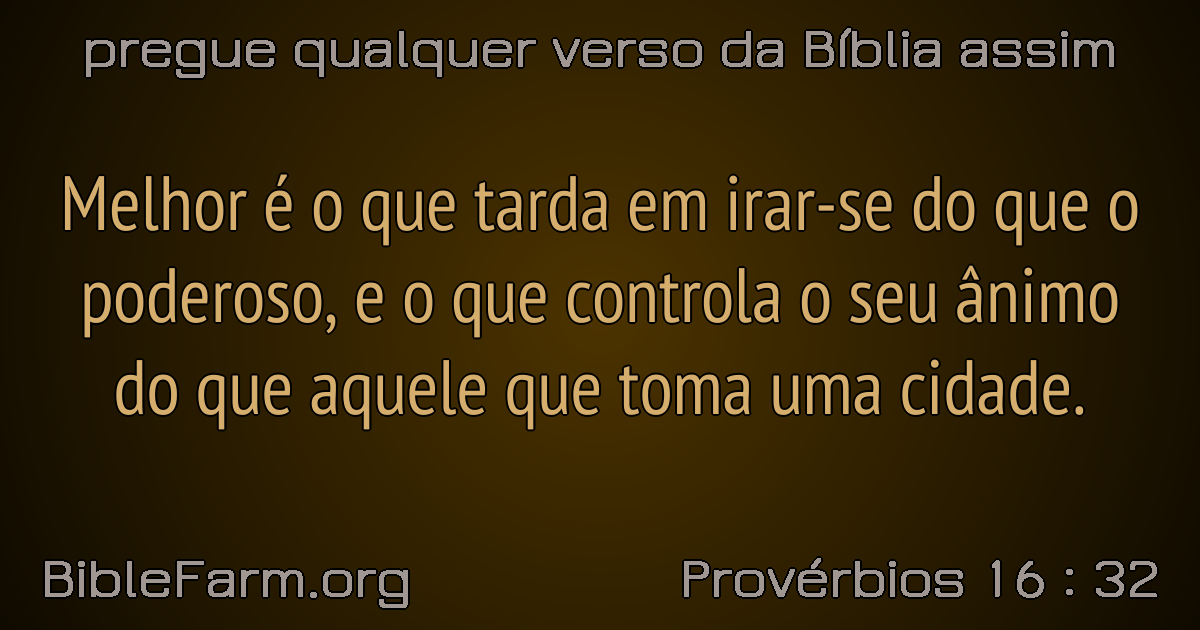 pregue qualquer verso da Bíblia assim
Melhor é o que tarda em irar-se do que o
poderoso, e o que controla o seu ânimo
do que aquele que toma uma cidade.
BibleFarm.org
Provérbios 16 : 32